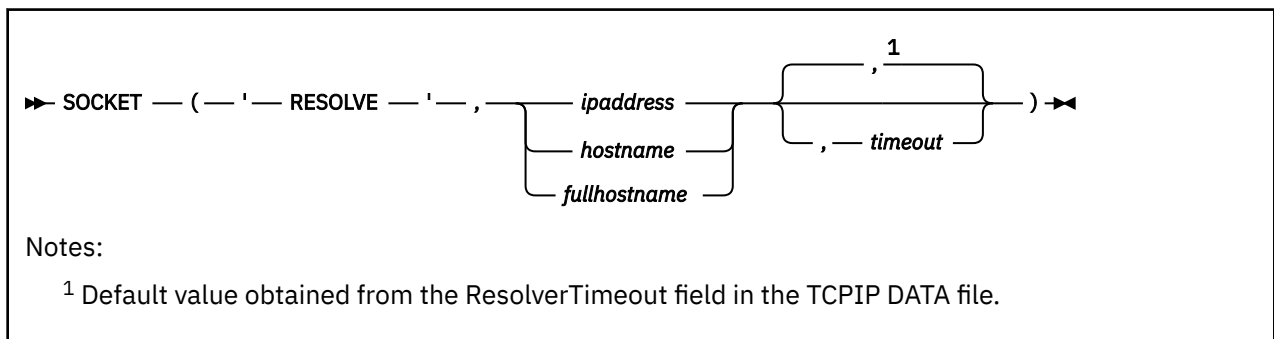 1
,
►► SOCKET ( ' RESOLVE ' , ipaddress ) ►◄
hostname
, timeout
fullhostname
Notes:
1 Default value obtained from the ResolverTimeout field in the TCPIP DATA file.